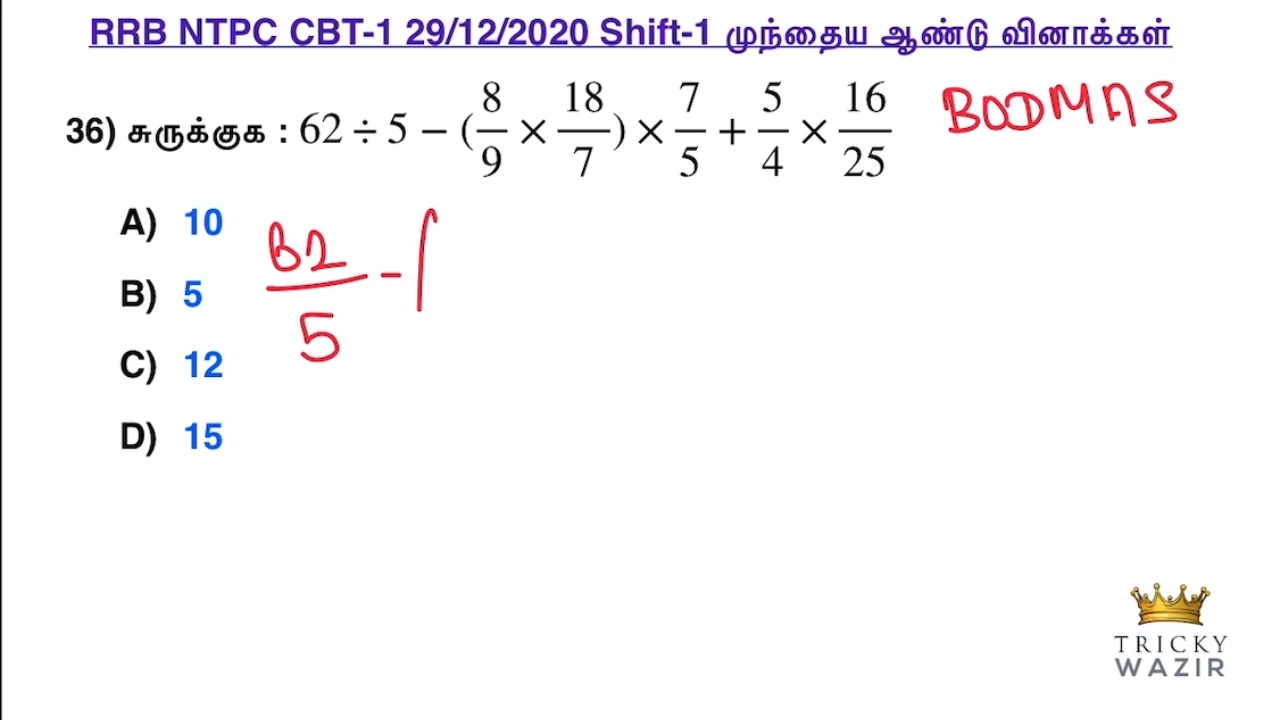 RRB NTPC CBT-1 29/12/2020 Shift-1 முந்தைய ஆண்டு வினாக்கள்
36) சுருக்குக : 62 ÷ 5 − (8/9 × 18/7) × 7/5 + 5/4 × 16/25
BODMAS
A) 10
B) 5
C) 12
D) 15
62/5 - (
TRICKY
WAZIR